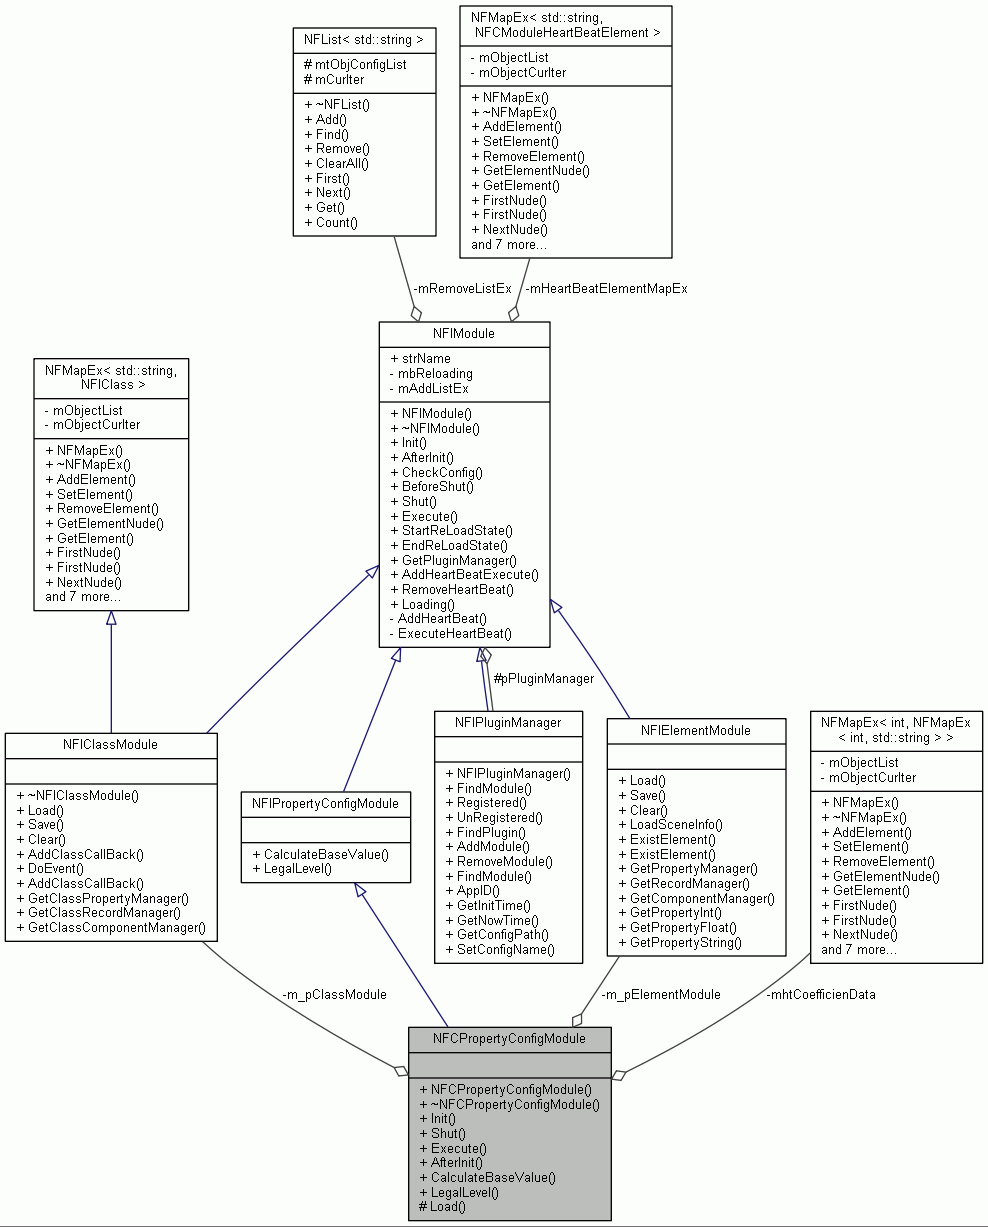 NFList< std::string >
# mtObjConfigList
# mCurIter
+ ~NFList()
+ Add()
+ Find()
+ Remove()
+ ClearAll()
+ First()
+ Next()
+ Get()
+ Count()
NFMapEx< std::string,
NFCModuleHeartBeatElement >
- mObjectList
- mObjectCurIter
+ NFMapEx()
+ ~NFMapEx()
+ AddElement()
+ SetElement()
+ RemoveElement()
+ GetElementNude()
+ GetElement()
+ FirstNude()
+ FirstNude()
+ NextNude()
and 7 more...
-mRemoveListEx
-mHeartBeatElementMapEx
NFIModule
+ strName
- mbReloading
- mAddListEx
+ NFIModule()
+ ~NFIModule()
+ Init()
+ AfterInit()
+ CheckConfig()
+ BeforeShut()
+ Shut()
+ Execute()
+ StartReLoadState()
+ EndReLoadState()
+ GetPluginManager()
+ AddHeartBeatExecute()
+ RemoveHeartBeat()
+ Loading()
- AddHeartBeat()
- ExecuteHeartBeat()
NFMapEx< std::string,
NFIClass >
- mObjectList
- mObjectCurIter
+ NFMapEx()
+ ~NFMapEx()
+ AddElement()
+ SetElement()
+ RemoveElement()
+ GetElementNude()
+ GetElement()
+ FirstNude()
+ FirstNude()
+ NextNude()
and 7 more...
#pPluginManager
NFIClassModule
+ ~NFIClassModule()
+ Load()
+ Save()
+ Clear()
+ AddClassCallBack()
+ DoEvent()
+ AddClassCallBack()
+ GetClassPropertyManager()
+ GetClassRecordManager()
+ GetClassComponentManager()
NFIPropertyConfigModule
+ CalculateBaseValue()
+ LegalLevel()
NFIPluginManager
+ NFIPluginManager()
+ FindModule()
+ Registered()
+ UnRegistered()
+ FindPlugin()
+ AddModule()
+ RemoveModule()
+ FindModule()
+ AppID()
+ GetInitTime()
+ GetNowTime()
+ GetConfigPath()
+ SetConfigName()
NFIElementModule
+ Load()
+ Save()
+ Clear()
+ LoadSceneInfo()
+ ExistElement()
+ ExistElement()
+ GetPropertyManager()
+ GetRecordManager()
+ GetComponentManager()
+ GetPropertyInt()
+ GetPropertyFloat()
+ GetPropertyString()
NFMapEx< int, NFMapEx
< int, std::string > >
- mObjectList
- mObjectCurIter
+ NFMapEx()
+ ~NFMapEx()
+ AddElement()
+ SetElement()
+ RemoveElement()
+ GetElementNude()
+ GetElement()
+ FirstNude()
+ FirstNude()
+ NextNude()
and 7 more...
-m_pClassModule
-m_pElementModule
-mhtCoefficienData
NFCPropertyConfigModule
+ NFCPropertyConfigModule()
+ ~NFCPropertyConfigModule()
+ Init()
+ Shut()
+ Execute()
+ AfterInit()
+ CalculateBaseValue()
+ LegalLevel()
# Load()